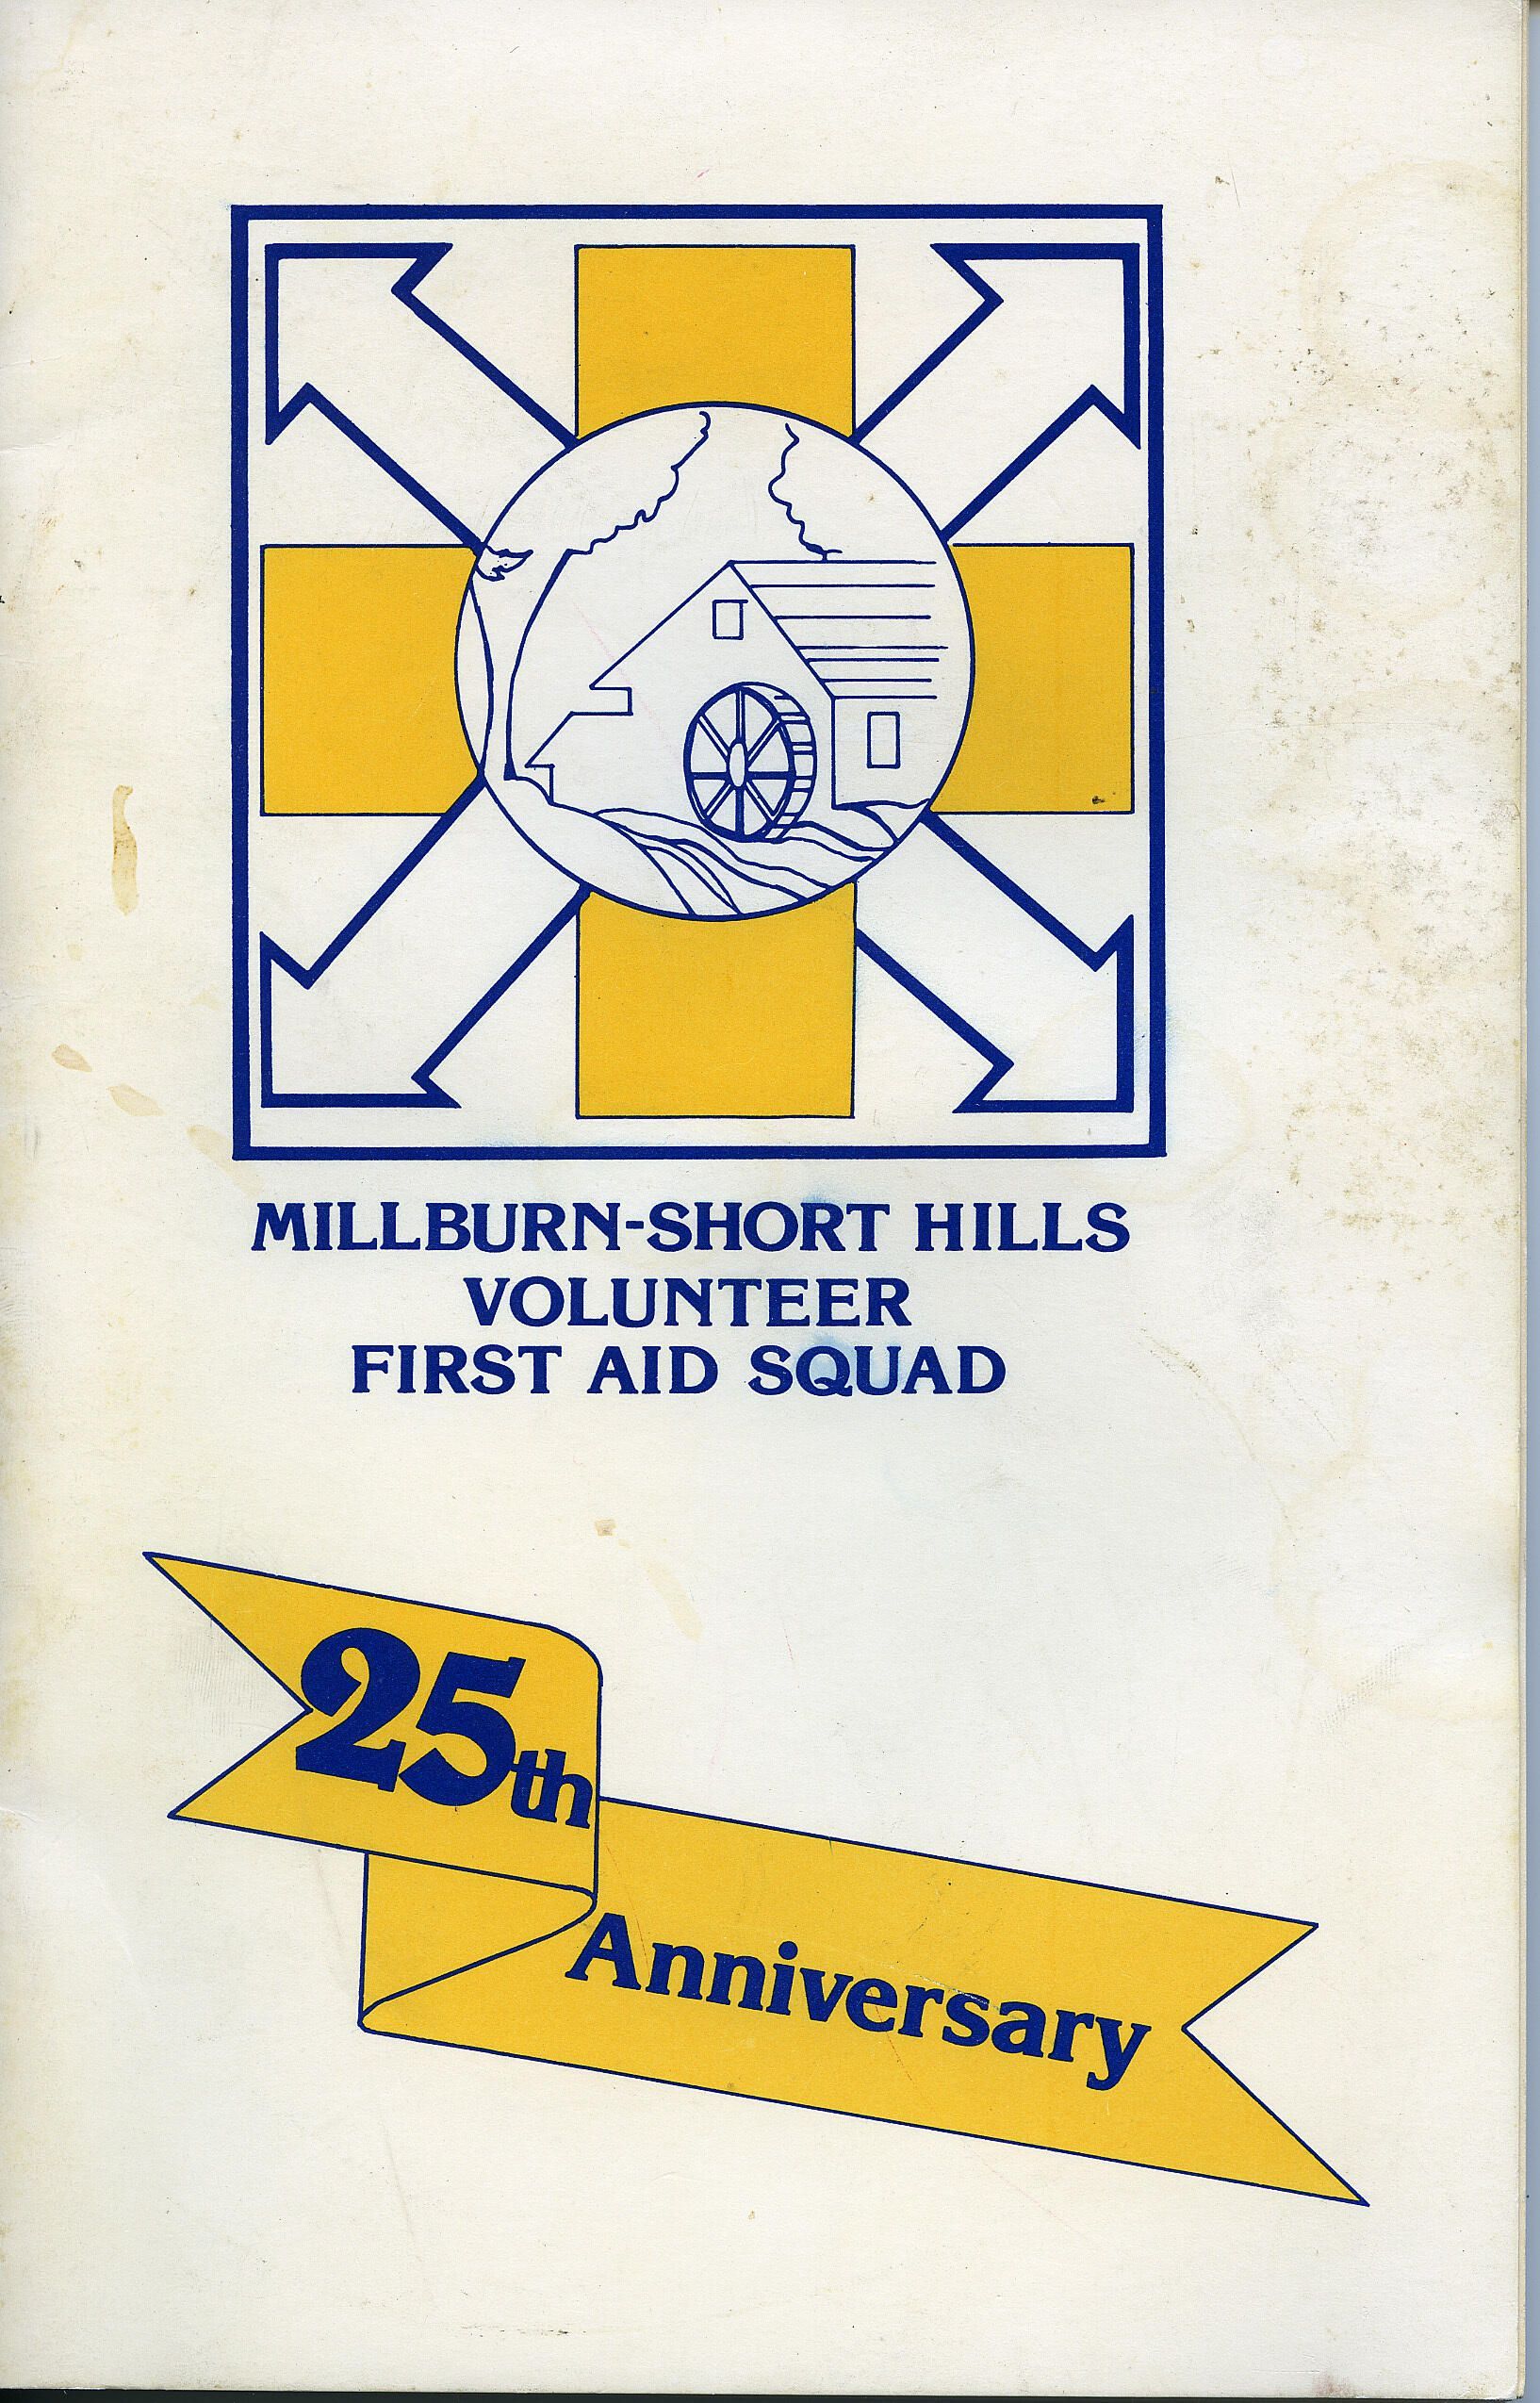 MILLBURN-SHORT HILLS
VOLUNTEER
FIRST AID SQUAD
25th
Anniversary